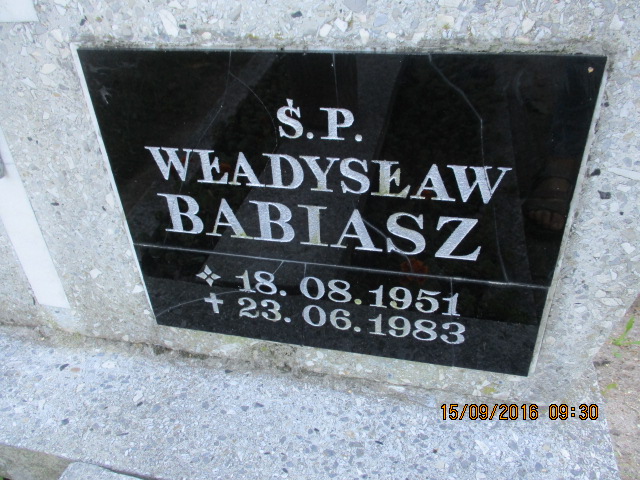 Ś.P.
WŁADYSŁAW
BABIASZ
18.08.1951
✝ 23.06.1983
15/09/2016 09:30